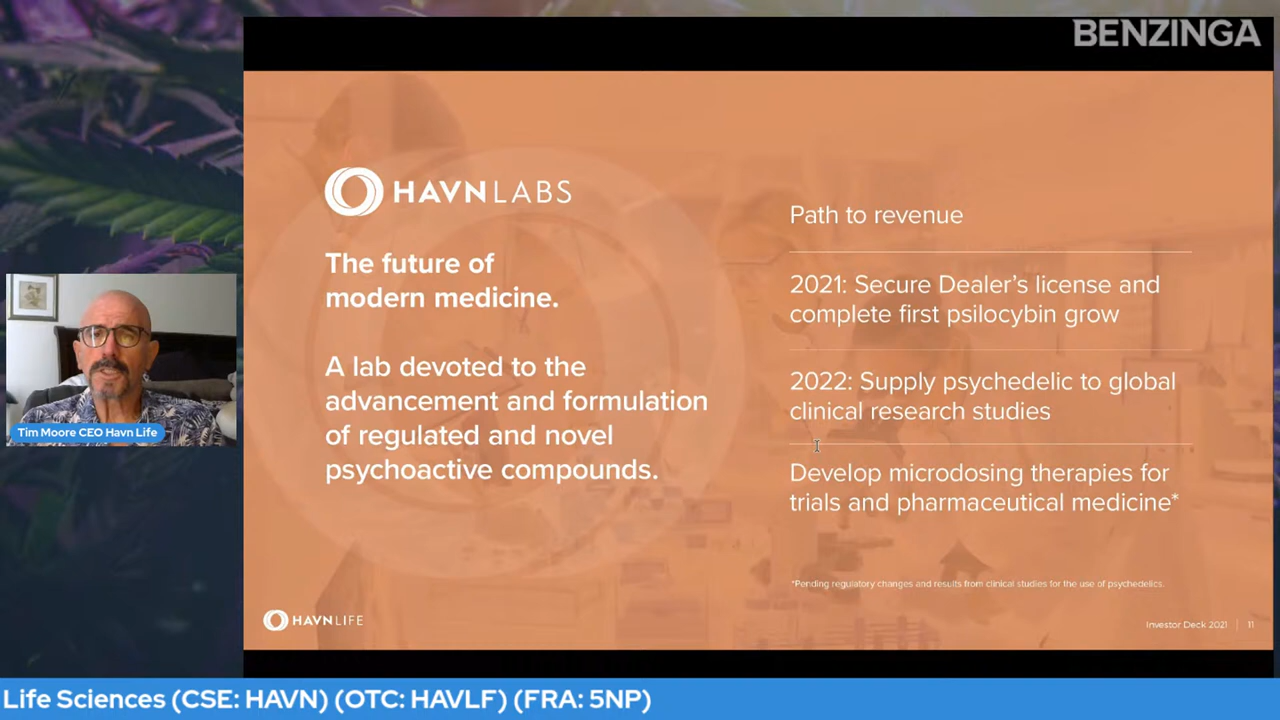 BENZINGA
HAVNLABS
The future of
modern medicine.
A lab devoted to the
advancement and formulation
of regulated and novel
psychoactive compounds.
Path to revenue
2021: Secure Dealer's license and
complete first psilocybin grow
2022: Supply psychedelic to global
clinical research studies
Develop microdosing therapies for
trials and pharmaceutical medicine*
*Pending regulatory changes and results from clinical studies for the use of psychedelics.
HAVNLIFE
Investor Deck 2021 | 11
Tim Moore CEO Havn Life
Life Sciences (CSE: HAVN) (OTC: HAVLF) (FRA: 5NP)